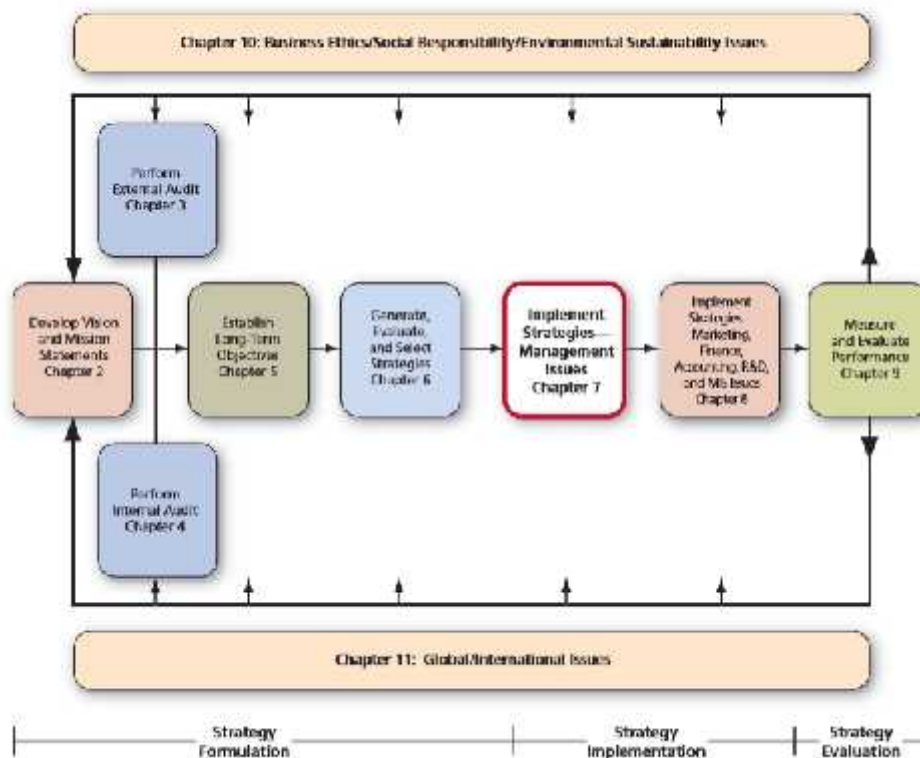 Chapter 10: Business Ethics/Social Responsibility/Environmental Sustainability Issues
Perform
External Audit
Chapter 3
Develop Vision
and Mission
Statements
Chapter 2
Establish
Long-Term
Objectives
Chapter 5
Generate,
Evaluate,
and Select
Strategies
Chapter 6
Implement
Strategies—
Management
Issues
Chapter 7
Implement
Strategies—
Marketing,
Finance,
Accounting, R&D,
and MIS Issues
Chapter 8
Measure
and Evaluate
Performance
Chapter 9
Perform
Internal Audit
Chapter 4
Chapter 11: Global/International Issues
Strategy
Formulation
Strategy
Implementation
Strategy
Evaluation